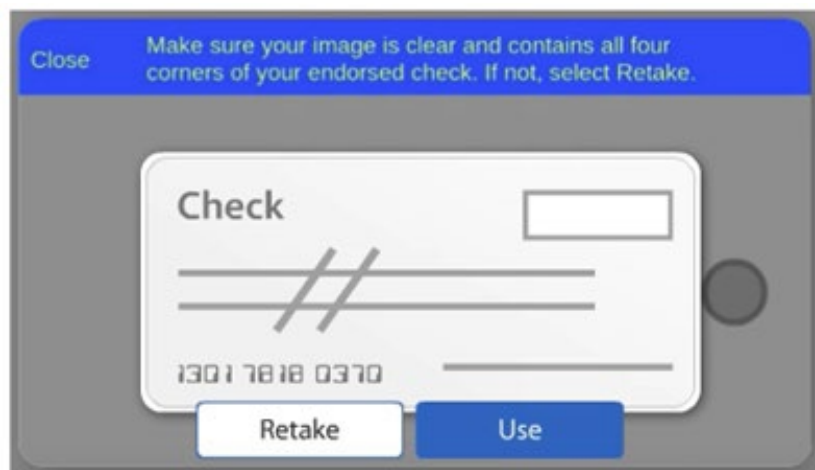 Close
Make sure your image is clear and contains all four
corners of your endorsed check. If not, select Retake.
Check
1301 7818 0370
Retake
Use